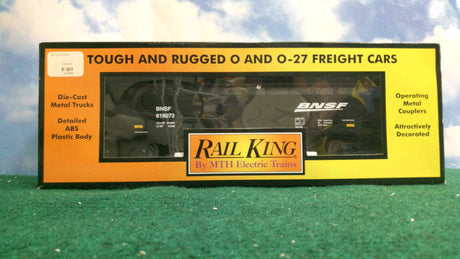 TOUGH AND RUGGED O AND O-27 FREIGHT CARS
Die-Cast
Metal Trucks
Detailed
ABS
Plastic Body
BNSF
618673
BNSF
Operating
Metal
Couplers
Attractively
Decorated
RAIL KING
By MTH Electric Trains